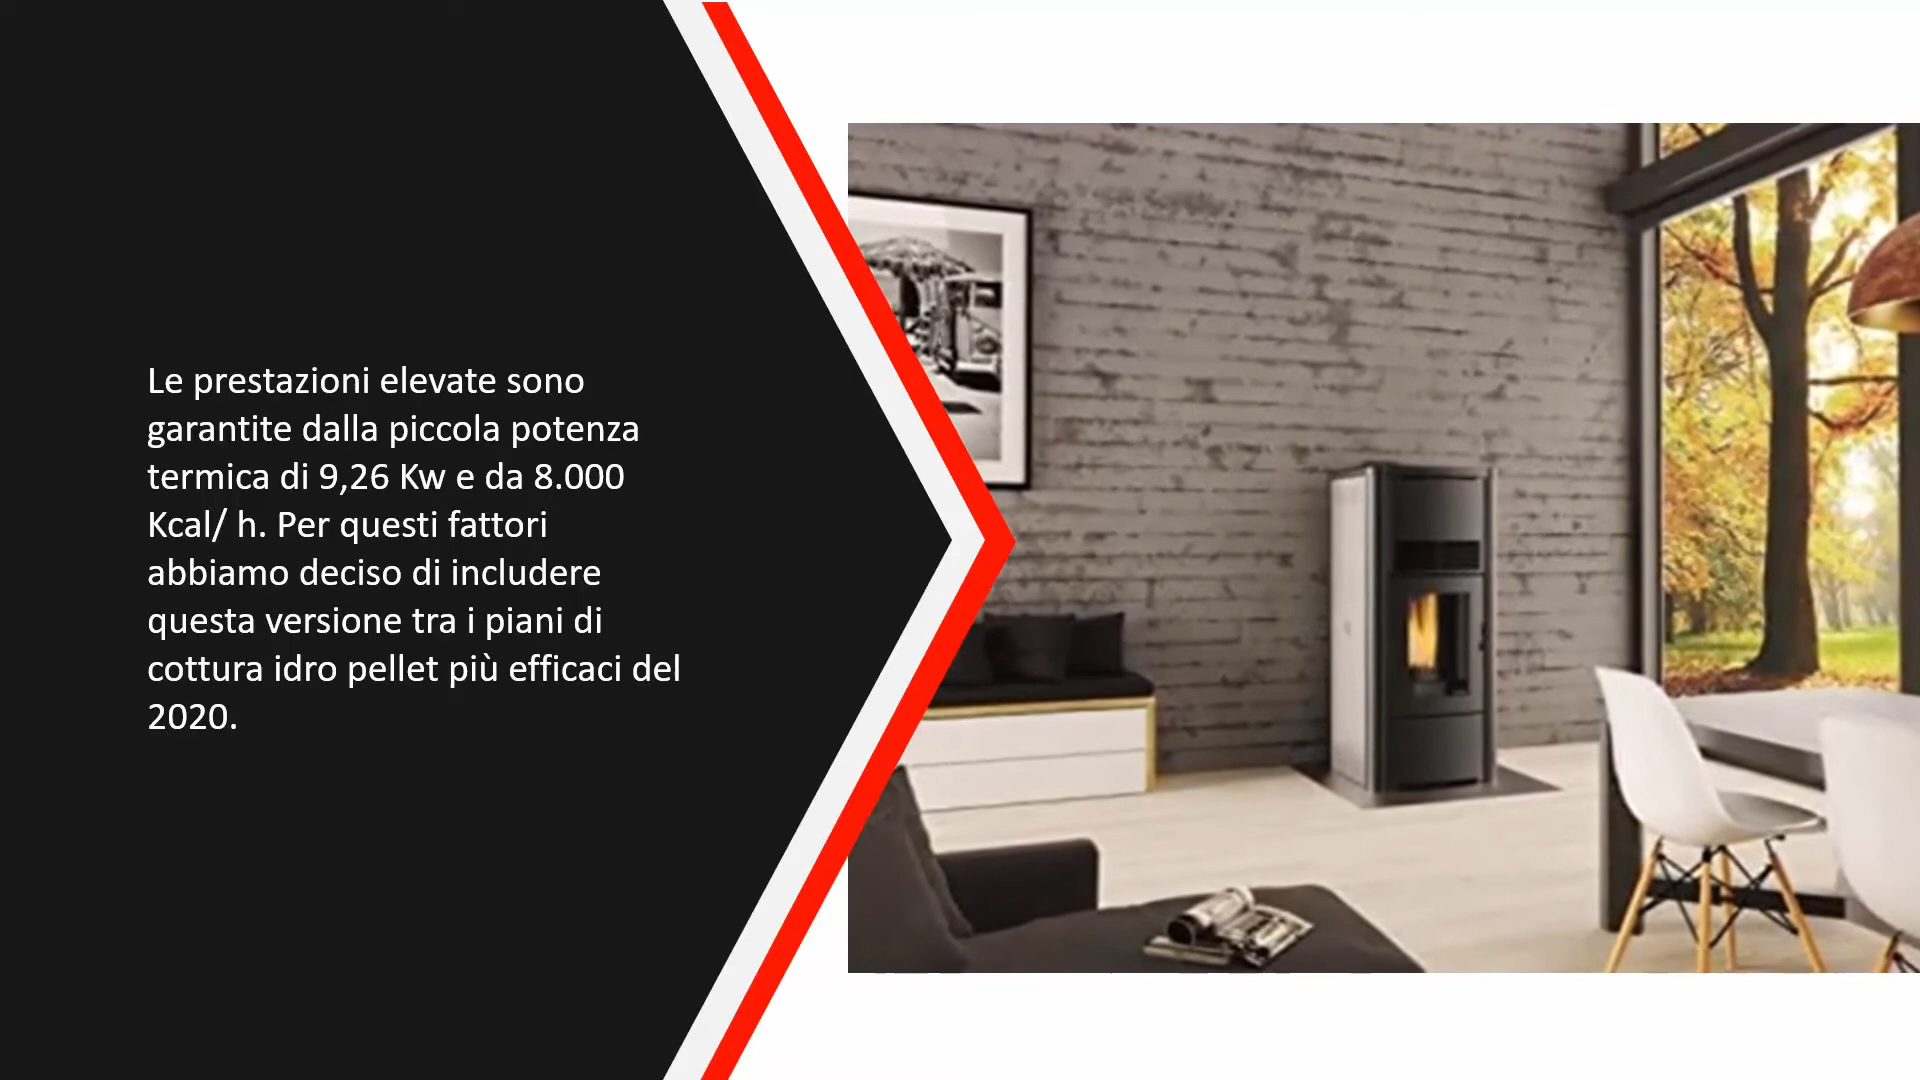 Le prestazioni elevate sono
garantite dalla piccola potenza
termica di 9,26 Kw e da 8.000
Kcal/ h. Per questi fattori
abbiamo deciso di includere
questa versione tra i piani di
cottura idro pellet più efficaci del
2020.